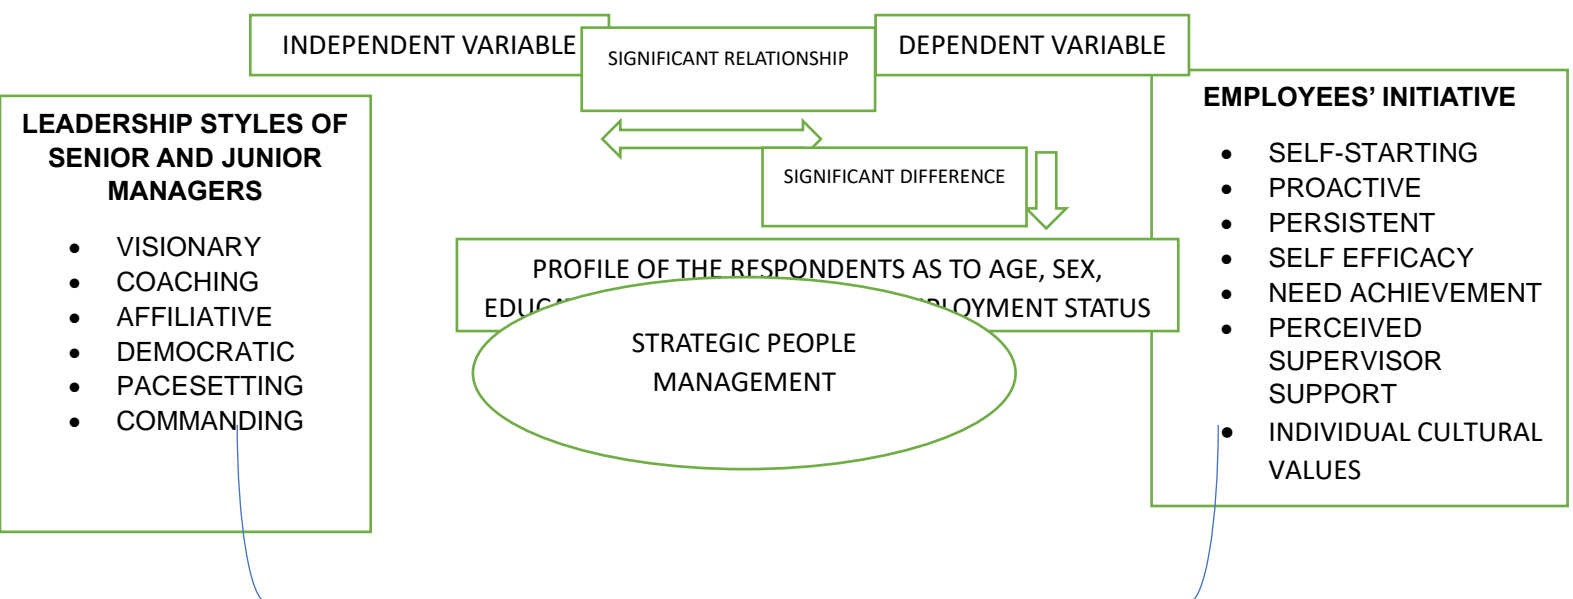 INDEPENDENT VARIABLE
SIGNIFICANT RELATIONSHIP
DEPENDENT VARIABLE
LEADERSHIP STYLES OF
SENIOR AND JUNIOR
MANAGERS
• VISIONARY
• COACHING
• AFFILIATIVE
• DEMOCRATIC
• PACESETTING
• COMMANDING
SIGNIFICANT DIFFERENCE
PROFILE OF THE RESPONDENTS AS TO AGE, SEX,
STATUS
STRATEGIC PEOPLE
MANAGEMENT
EMPLOYEES’ INITIATIVE
• SELF-STARTING
• PROACTIVE
• PERSISTENT
• SELF EFFICACY
• NEED ACHIEVEMENT
• PERCEIVED
SUPERVISOR
SUPPORT
• INDIVIDUAL CULTURAL
VALUES